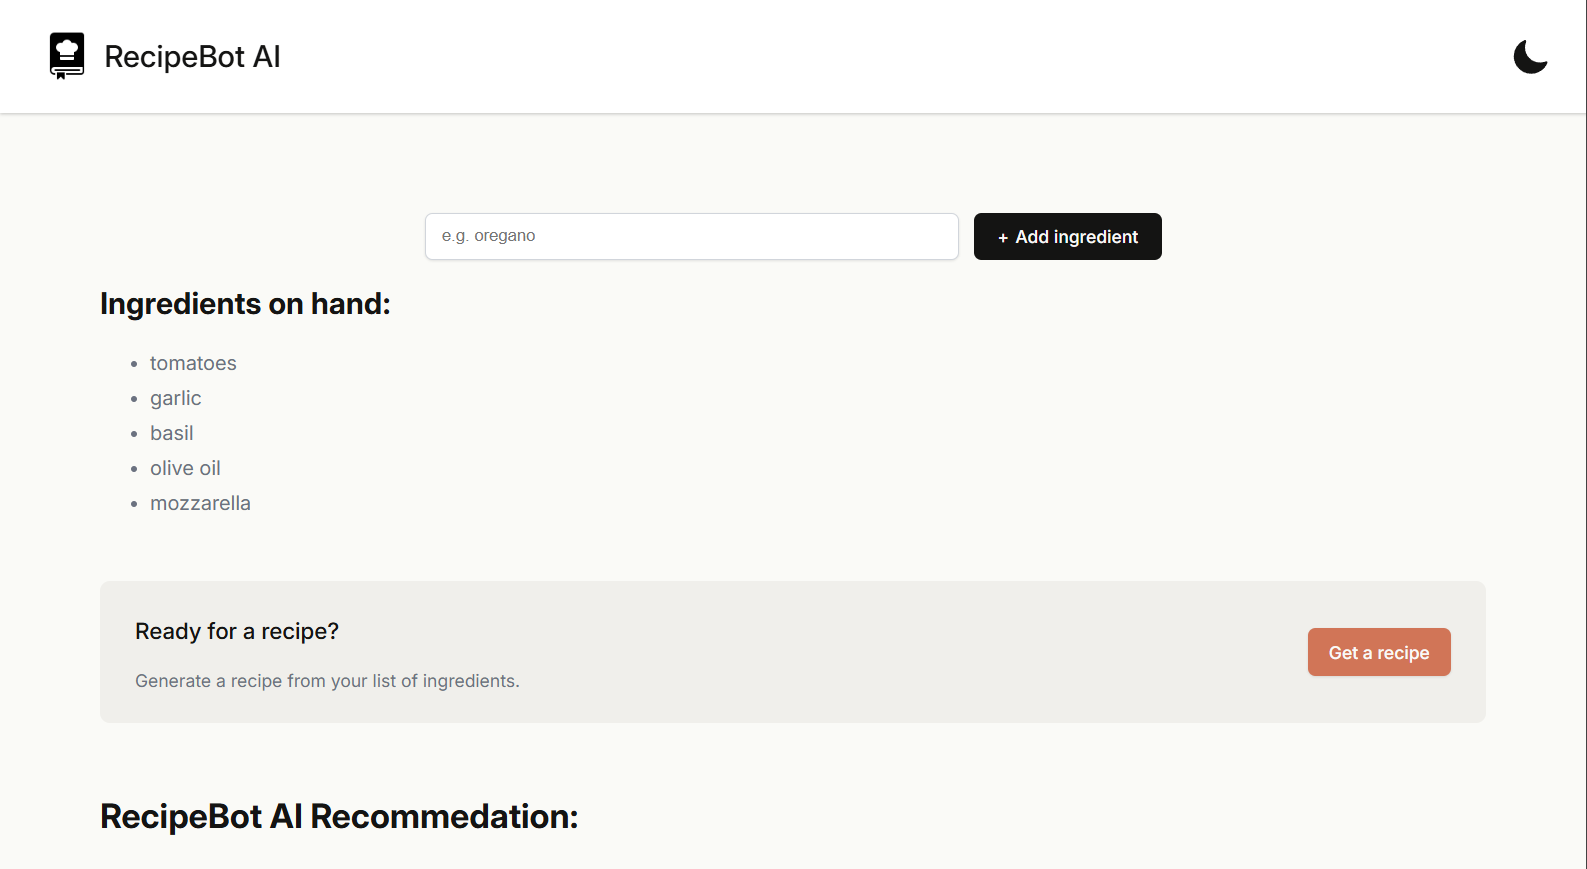 RecipeBot AI
e.g. oregano
+ Add ingredient
Ingredients on hand:
• tomatoes
• garlic
• basil
• olive oil
• mozzarella
Ready for a recipe?
Generate a recipe from your list of ingredients.
Get a recipe
RecipeBot AI Recommedation: